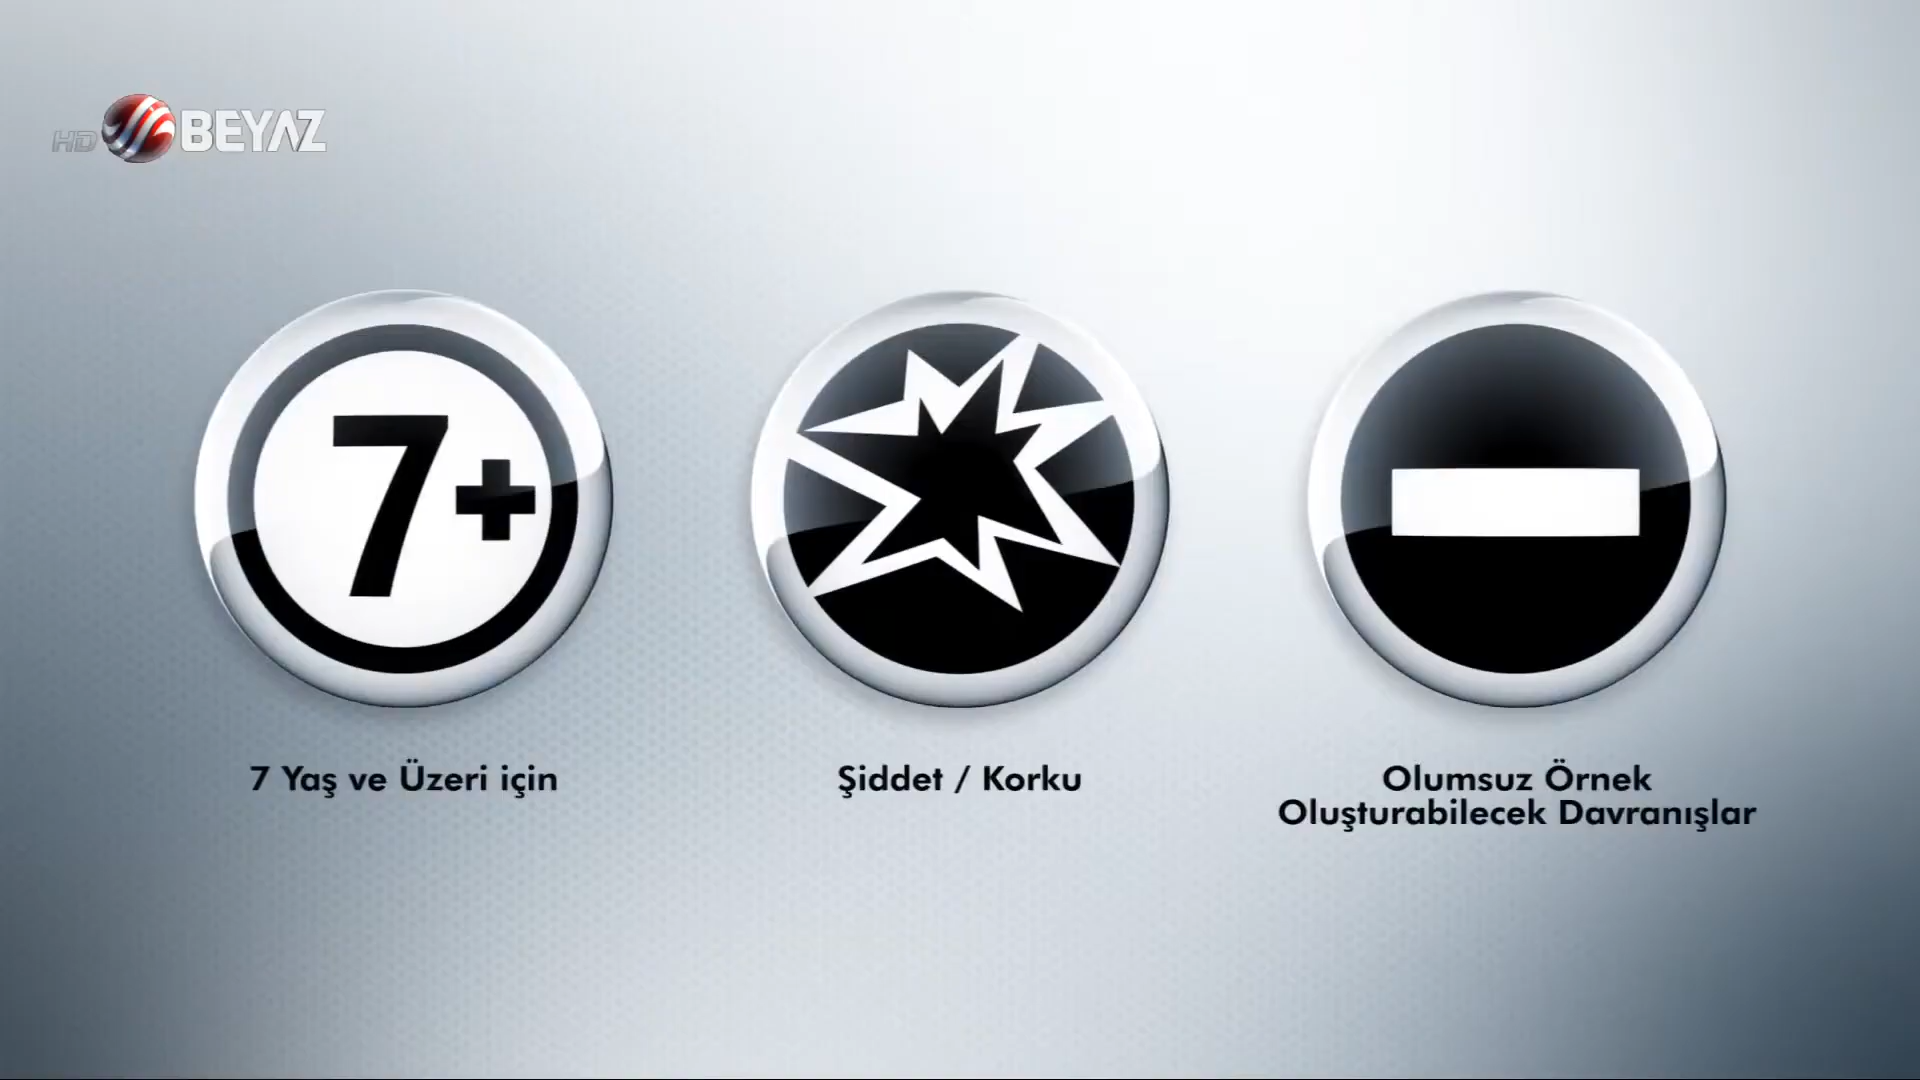 HD BEYAZ
7+
7 Yaş ve Üzeri için
Şiddet / Korku
Olumsuz Örnek
Oluşturabilecek Davranışlar